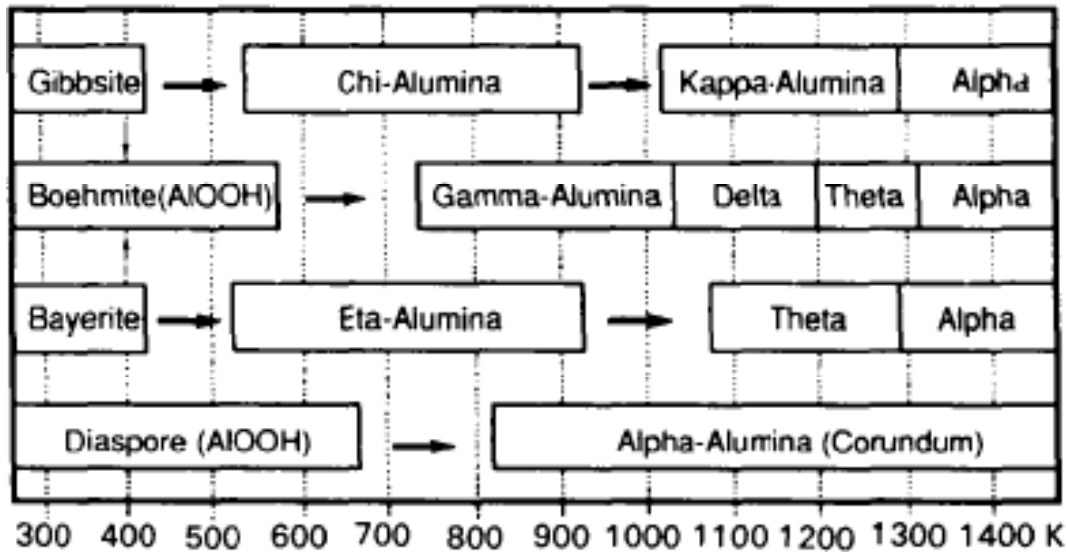 Gibbsite Chi-Alumina Kappa-Alumina Alpha
Boehmite(AlOOH) Gamma-Alumina Delta Theta Alpha
Bayerite Eta-Alumina Theta Alpha
Diaspore (AlOOH) Alpha-Alumina (Corundum)
300 400 500 600 700 800 900 1000 1100 1200 1300 1400 K